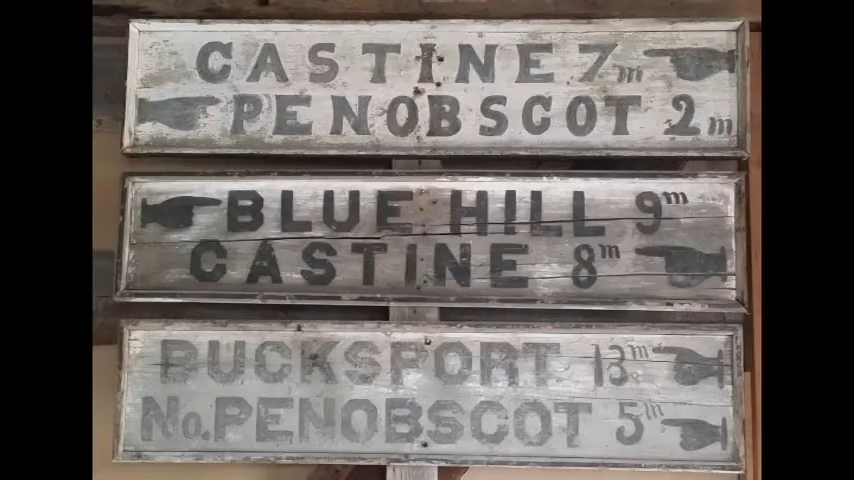 CASTINE 7m
PENOBSCOT 2m
BLUE HILL 9m
CASTINE 8m
BUCKSPORT 13m
No. PENOBSCOT 5m